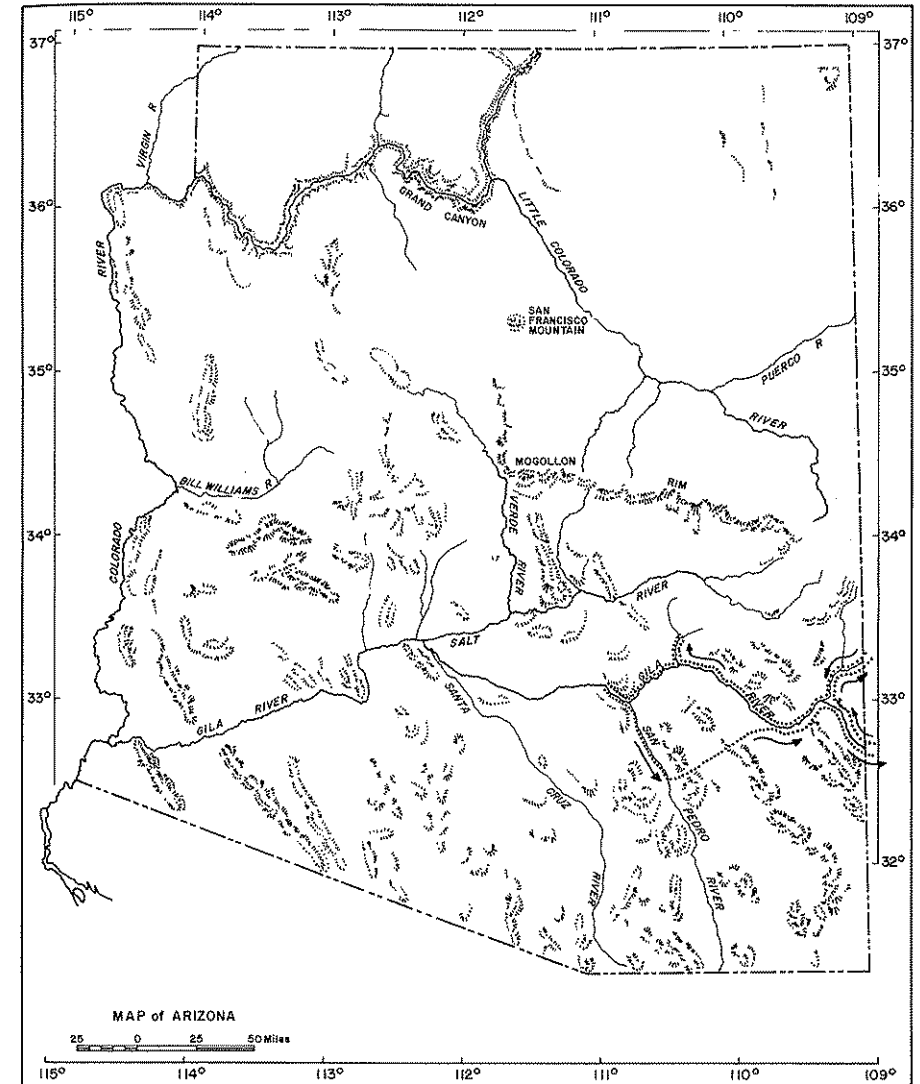 115° 114° 113° 112° 111° 110° 109°
37° 37°
VIRGIN R
36° GRAND CANYON 36°
LITTLE COLORADO
RIVER
SAN
FRANCISCO
MOUNTAIN
PUERCO R
35° 35°
RIVER
MOGOLLON RIM
BILL WILLIAMS R
VERDE RIVER
34° 34°
COLORADO
SALT RIVER
GILA RIVER
33° 33°
SANTA CRUZ RIVER
GILA RIVER
SAN PEDRO RIVER
32° 32°
MAP of ARIZONA
25 0 25 50 Miles
115° 114° 113° 112° 111° 110° 109°